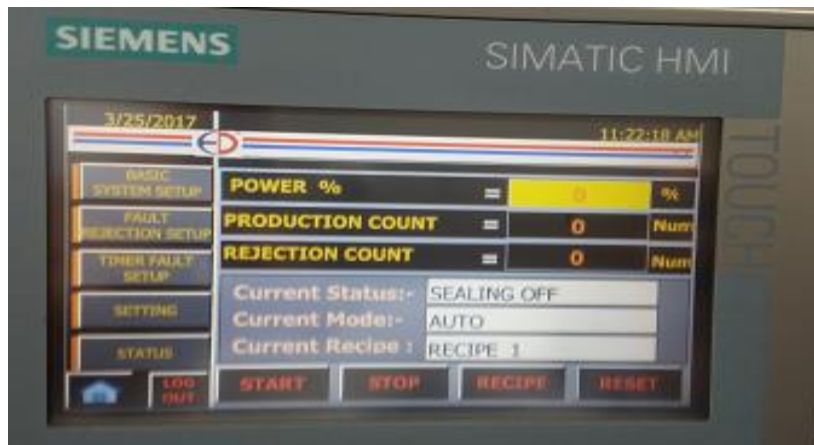 SIEMENS
SIMATIC HMI
TOUCH
3/25/2017
11:22:18 AM
ED
BASIC SYSTEM SETUP
FAULT REJECTION SETUP
TIMER FAULT SETUP
SETTING
STATUS
LOG OUT
POWER % = 0 %
PRODUCTION COUNT = 0 Num
REJECTION COUNT = 0 Num
Current Status:- SEALING OFF
Current Mode:- AUTO
Current Recipe : RECIPE 1
START STOP RECIPE RESET